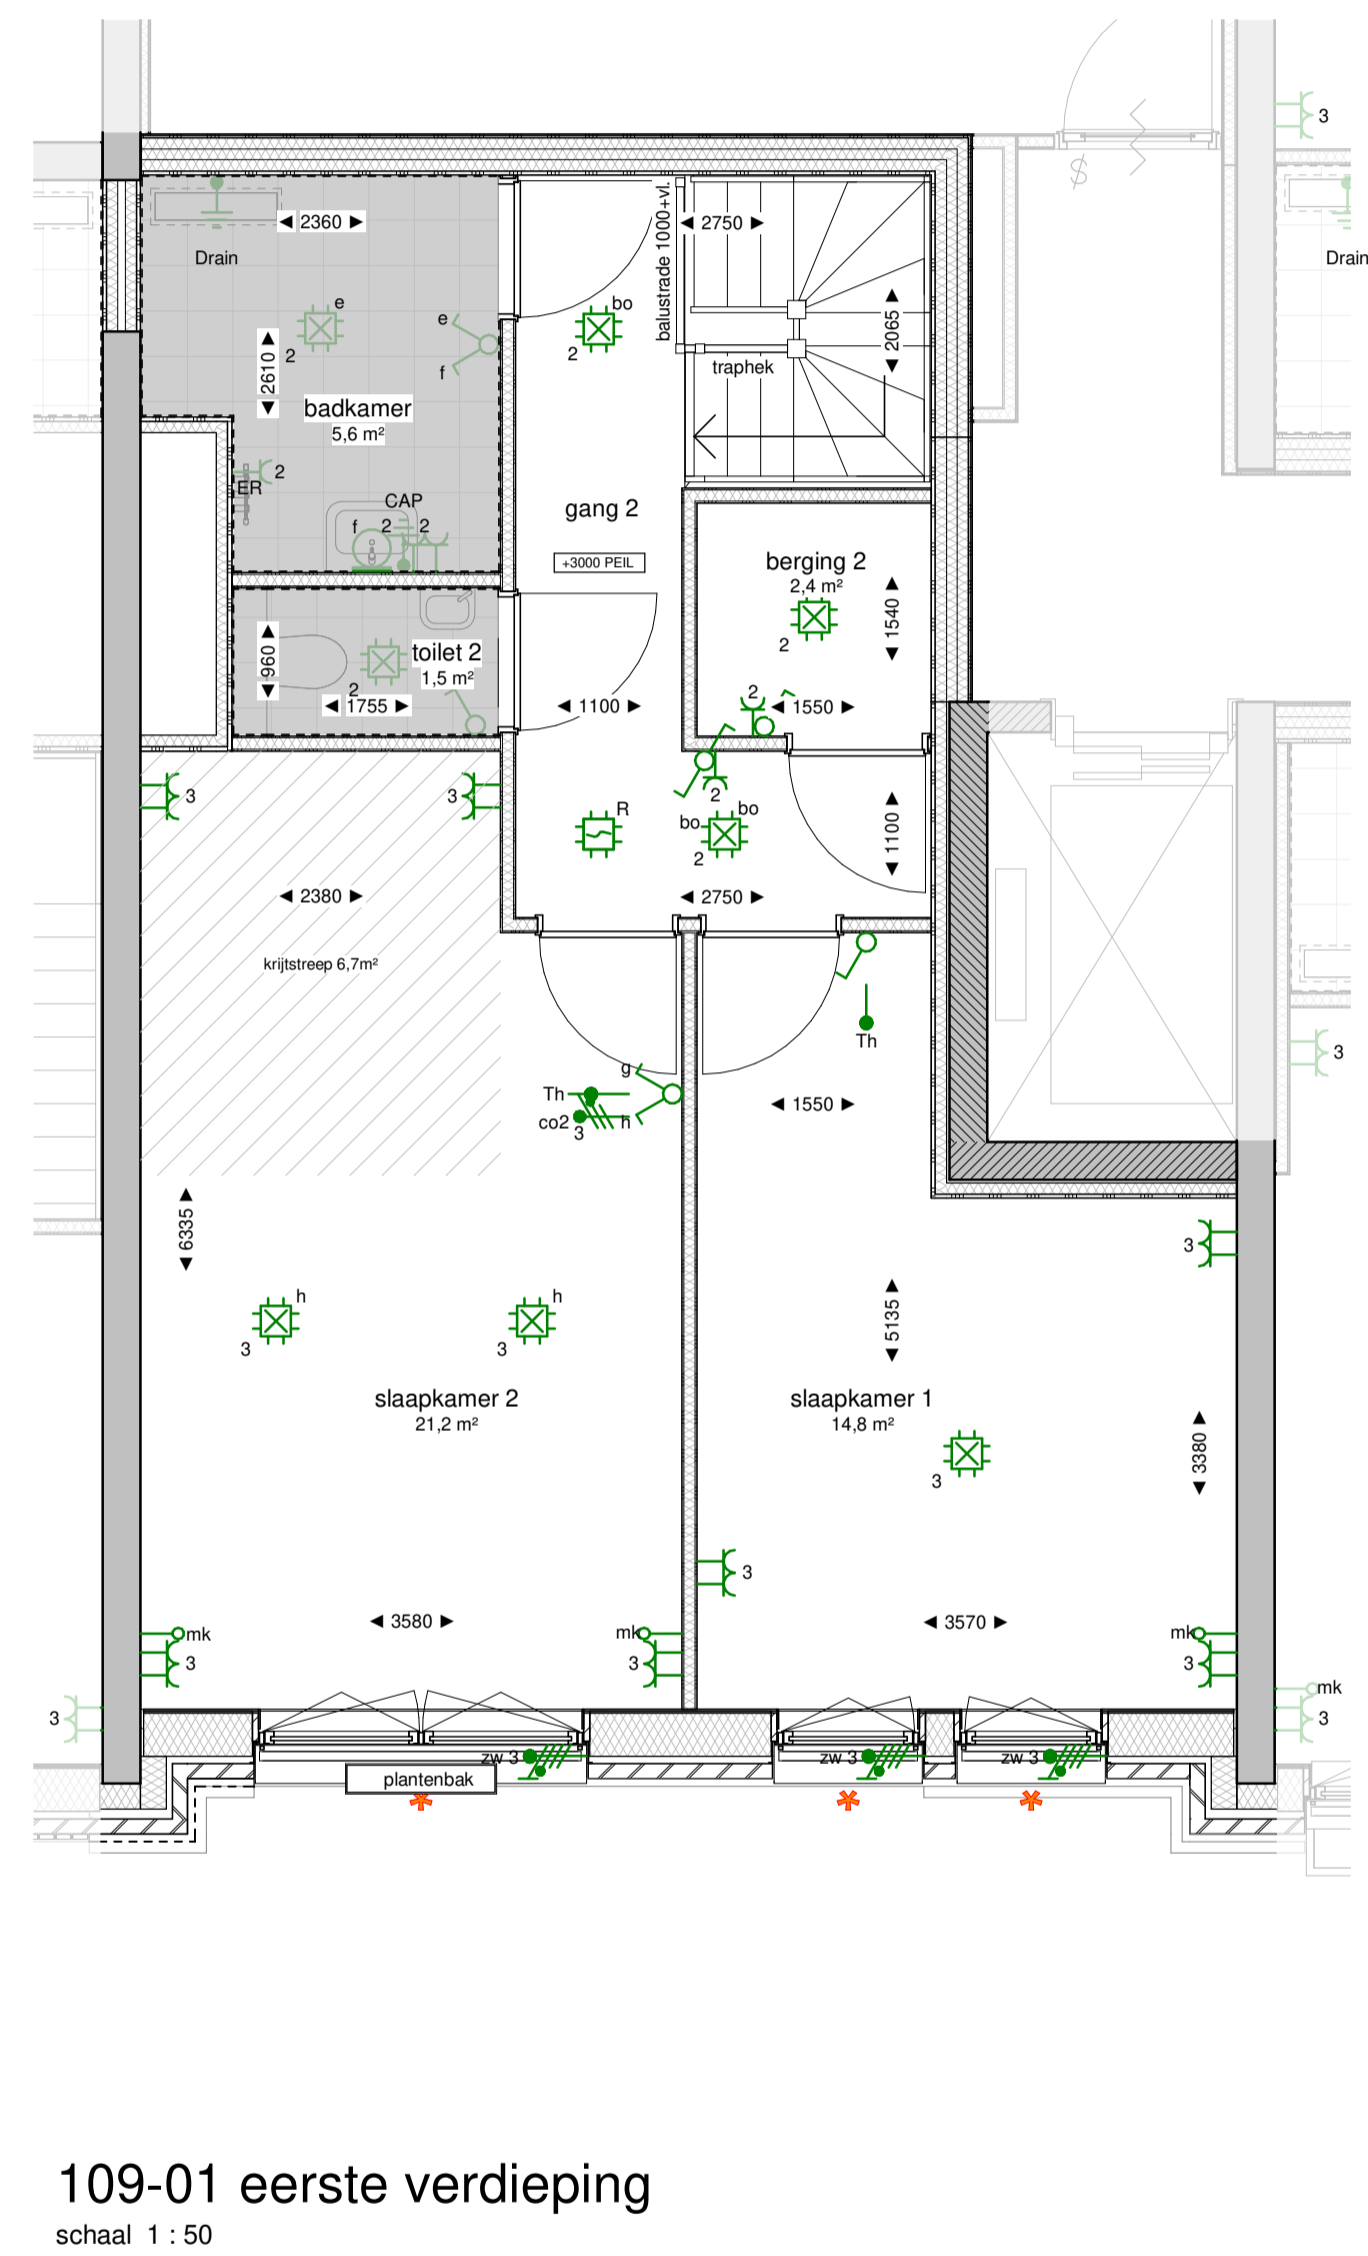 3
$
2360
2750
balustrade 1000+vl.
Drain
Drain
e
bo
e
2
2
f
2610
2065
traphek
badkamer
5,6 m²
2
ER
CAP
f
2
2
gang 2
+3000 PEIL
berging 2
2,4 m²
1540
2
960
toilet 2
1,5 m²
2
1755
1100
2
1550
3
3
2
R
bo
bo
2
1100
2380
2750
krijtstreep 6,7m²
Th
3
g
Th
co2
3
h
1550
6335
3
h
h
3
3
5135
slaapkamer 2
21,2 m²
slaapkamer 1
14,8 m²
3380
3
3
3580
3570
mk
3
mk
3
mk
3
mk
3
3
zw 3
zw 3
zw 3
plantenbak
109-01 eerste verdieping
schaal 1 : 50